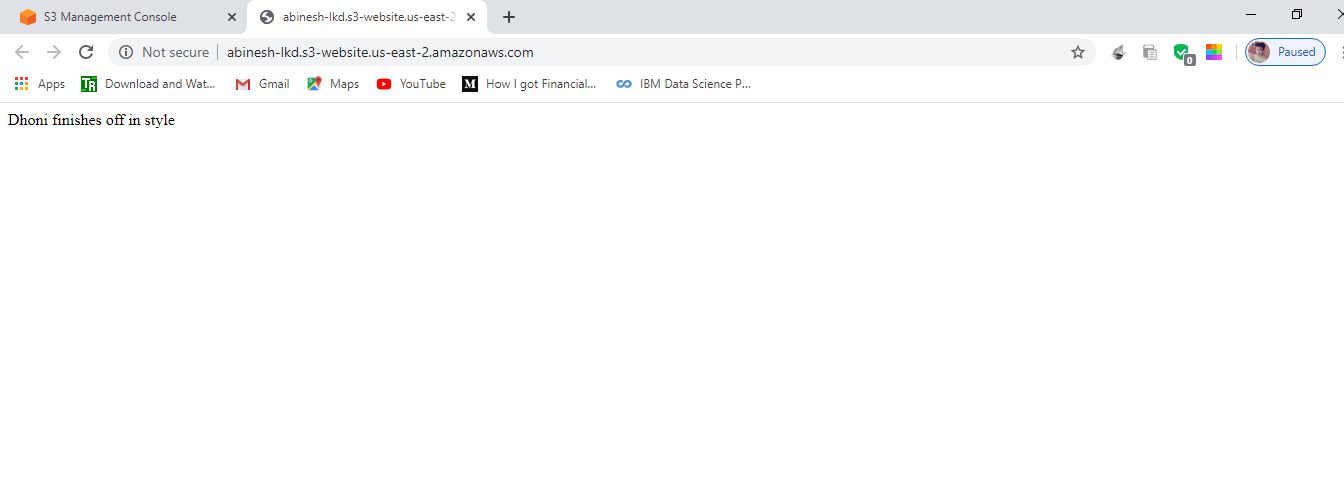 S3 Management Console
abinesh-lkd.s3-website.us-east-2
Not secure
abinesh-lkd.s3-website.us-east-2.amazonaws.com
0
Paused
Apps
TR
Download and Wat...
Gmail
Maps
YouTube
M
How I got Financial...
IBM Data Science P...
Dhoni finishes off in style